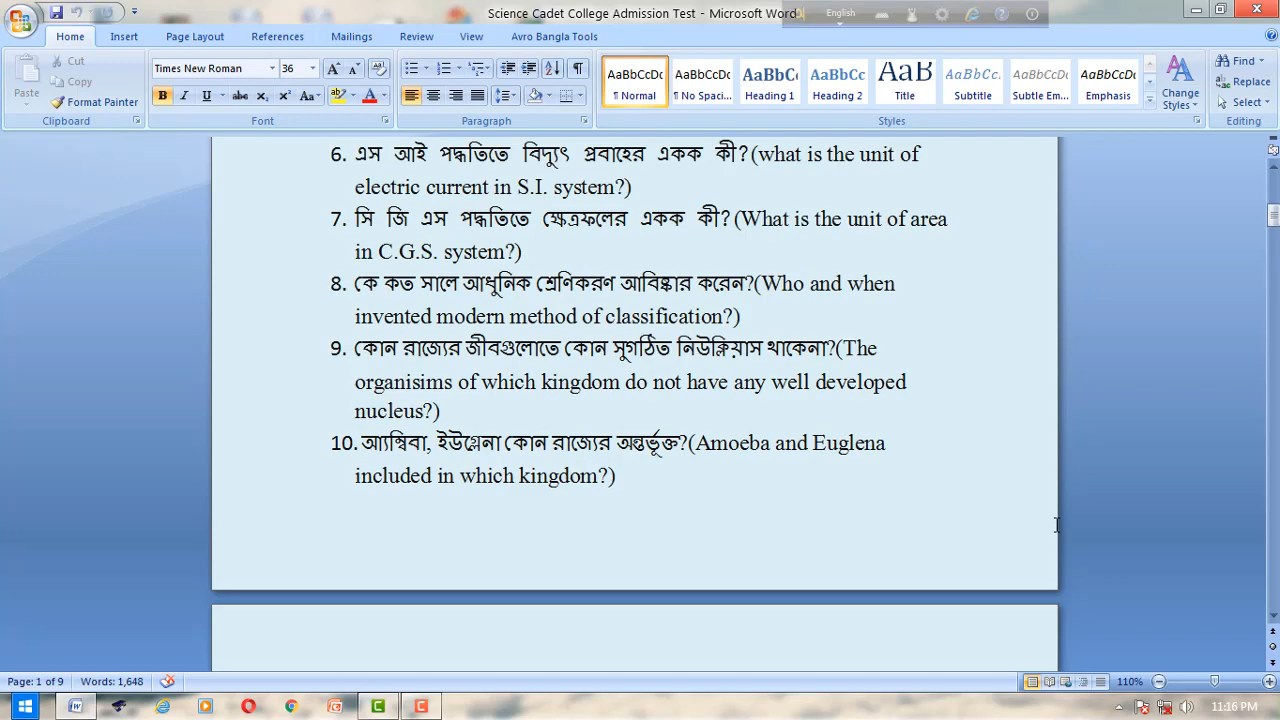 Science Cadet College Admission Test - Microsoft Word
English
Home Insert Page Layout References Mailings Review View Avro Bangla Tools
Paste
Cut
Copy
Format Painter
Clipboard
Times New Roman 36
B I U abc x₂ x² Aa
Font
Paragraph
AaBbCcDc AaBbCcDc AaBbCc AaBbCc AaB AaBbCc. AaBbCcDc AaBbCcDc
¶ Normal ¶ No Spaci... Heading 1 Heading 2 Title Subtitle Subtle Em... Emphasis
Styles
Change Styles
Find
Replace
Select
Editing
6. এস আই পদ্ধতিতে বিদ্যুৎ প্রবাহের একক কী?(what is the unit of
electric current in S.I. system?)
7. সি জি এস পদ্ধতিতে ক্ষেত্রফলের একক কী?(What is the unit of area
in C.G.S. system?)
8. কে কত সালে আধুনিক শ্রেণিকরণ আবিষ্কার করেন?(Who and when
invented modern method of classification?)
9. কোন রাজ্যের জীবগুলোতে কোন সুগঠিত নিউক্লিয়াস থাকেনা?(The
organisims of which kingdom do not have any well developed
nucleus?)
10. অ্যাম্বিবা, ইউগ্লেনা কোন রাজ্যের অন্তর্ভূক্ত?(Amoeba and Euglena
included in which kingdom?)
Page: 1 of 9 Words: 1,648 110%
11:16 PM